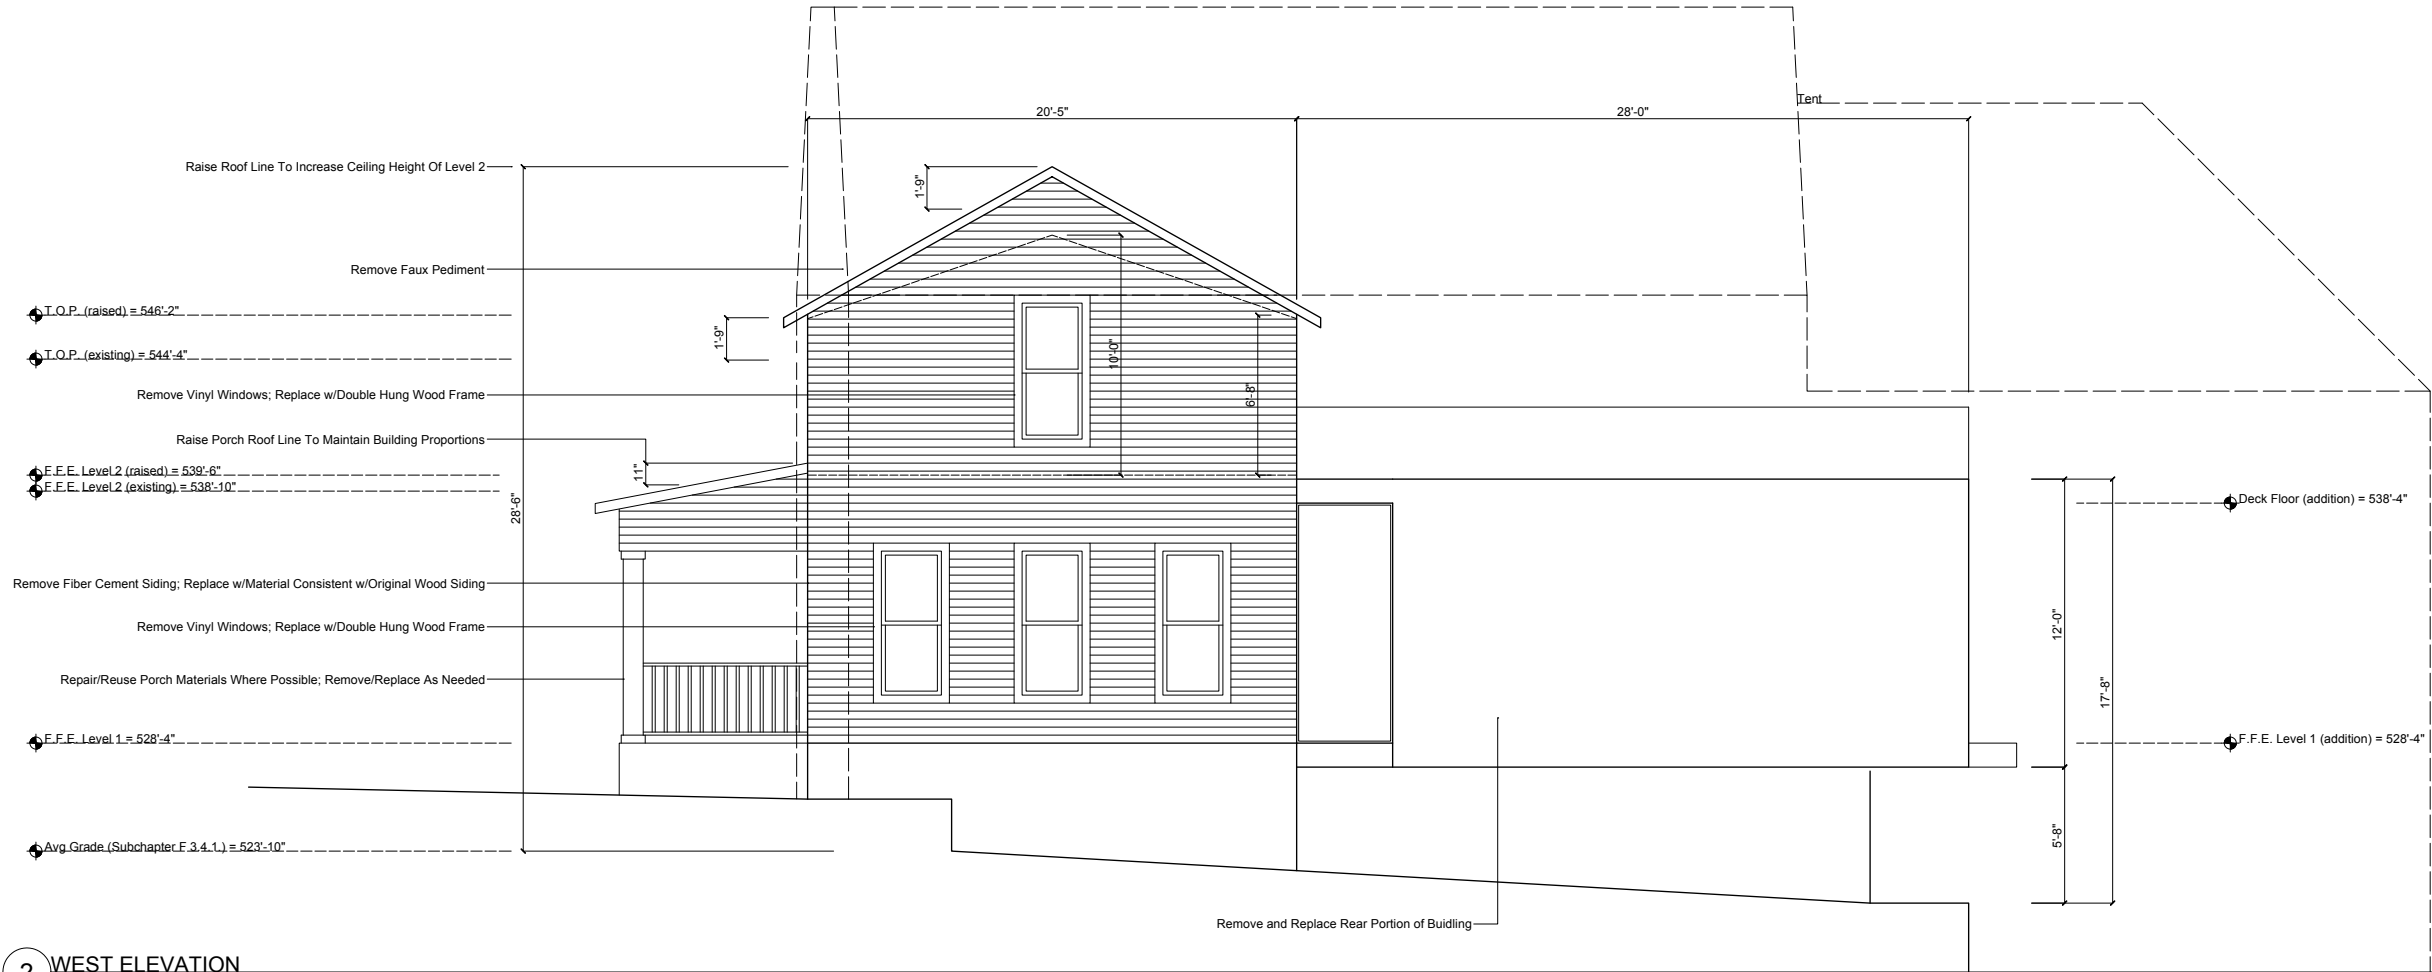 Tent
20'-5"
28'-0"
Raise Roof Line To Increase Ceiling Height Of Level 2
1'-9"
Remove Faux Pediment
T.O.P. (raised) = 546'-2"
1'-9"
T.O.P. (existing) = 544'-4"
10'-0"
6'-8"
Remove Vinyl Windows; Replace w/Double Hung Wood Frame
Raise Porch Roof Line To Maintain Building Proportions
11"
F.F.E. Level 2 (raised) = 539'-6"
F.F.E. Level 2 (existing) = 538'-10"
28'-6"
Deck Floor (addition) = 538'-4"
Remove Fiber Cement Siding; Replace w/Material Consistent w/Original Wood Siding
Remove Vinyl Windows; Replace w/Double Hung Wood Frame
12'-0"
Repair/Reuse Porch Materials Where Possible; Remove/Replace As Needed
17'-8"
F.F.E. Level 1 = 528'-4"
F.F.E. Level 1 (addition) = 528'-4"
5'-8"
Avg Grade (Subchapter F 3.4.1.) = 523'-10"
Remove and Replace Rear Portion of Buidling
2 WEST ELEVATION